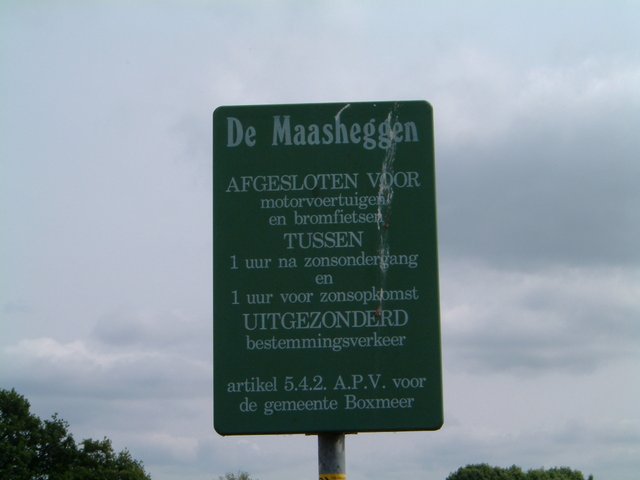 De Maasheggen
AFGESLOTEN VOOR
motorvoertuigen
en bromfietsen
TUSSEN
1 uur na zonsondergang
en
1 uur voor zonsopkomst
UITGEZONDERD
bestemmingsverkeer
artikel 5.4.2. A.P.V. voor
de gemeente Boxmeer